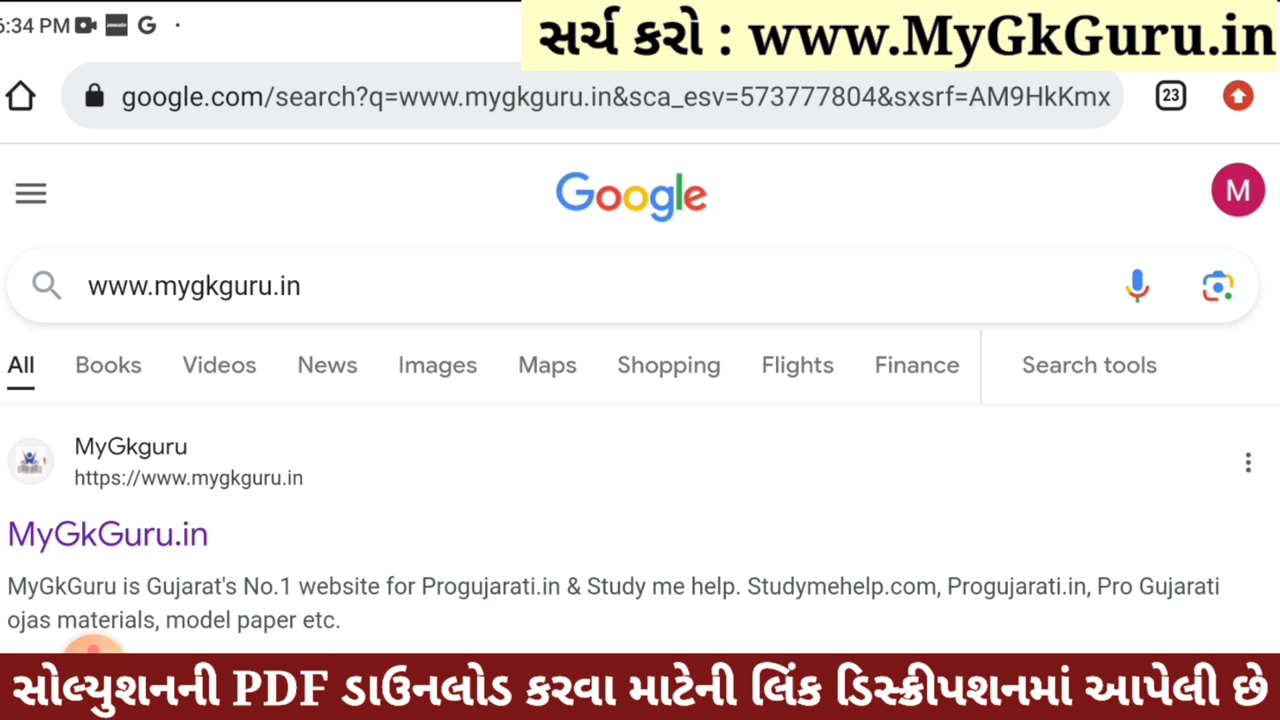 6:34 PM
સર્ચ કરો : www.MyGkGuru.in
google.com/search?q=www.mygkguru.in&sca_esv=573777804&sxsrf=AM9HkKmx
23
Google
M
www.mygkguru.in
All Books Videos News Images Maps Shopping Flights Finance Search tools
MyGkguru
https://www.mygkguru.in
MyGkGuru.in
MyGkGuru is Gujarat's No.1 website for Progujarati.in & Study me help. Studymehelp.com, Progujarati.in, Pro Gujarati
ojas materials, model paper etc.
સોલ્યુશનની PDF ડાઉનલોડ કરવા માટેની લિંક ડિસ્ક્રીપશનમાં આપેલી છે